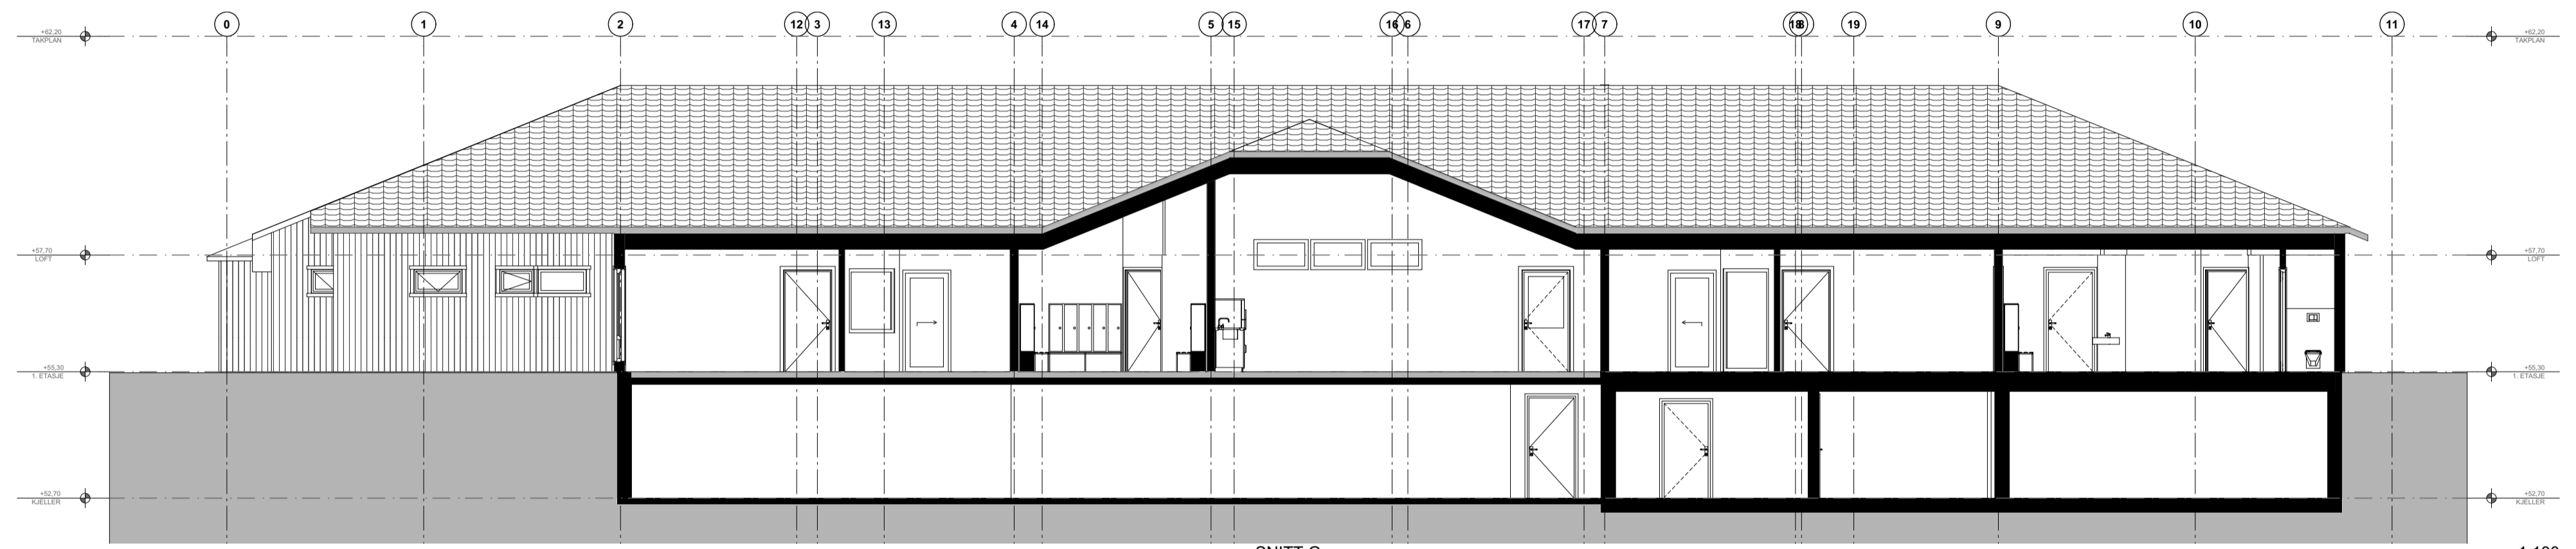 0 1 2 12 3 13 4 14 5 15 16 6 17 7 18 8 19 9 10 11
+62,20 +62,20
TAKPLAN TAKPLAN
+57,70 +57,70
LOFT LOFT
+55,30 +55,30
1. ETASJE 1. ETASJE
+52,70 +52,70
KJELLER KJELLER